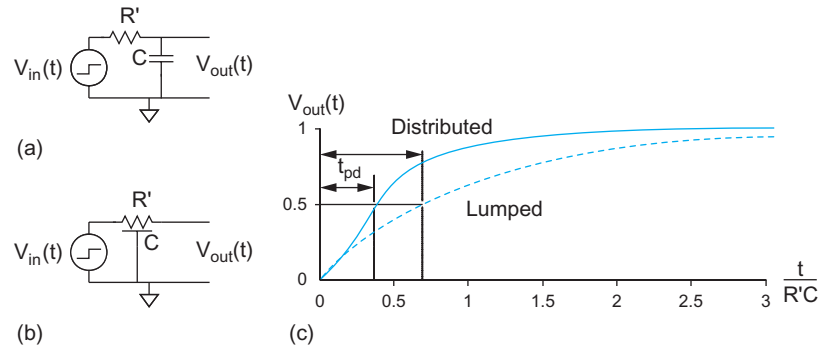 R'
C
V_in(t)
V_out(t)
(a)
R'
C
V_in(t)
V_out(t)
(b)
V_out(t)
1
Distributed
t_pd
0.5
Lumped
0
0
0.5
1
1.5
2
2.5
3
t
R'C
(c)